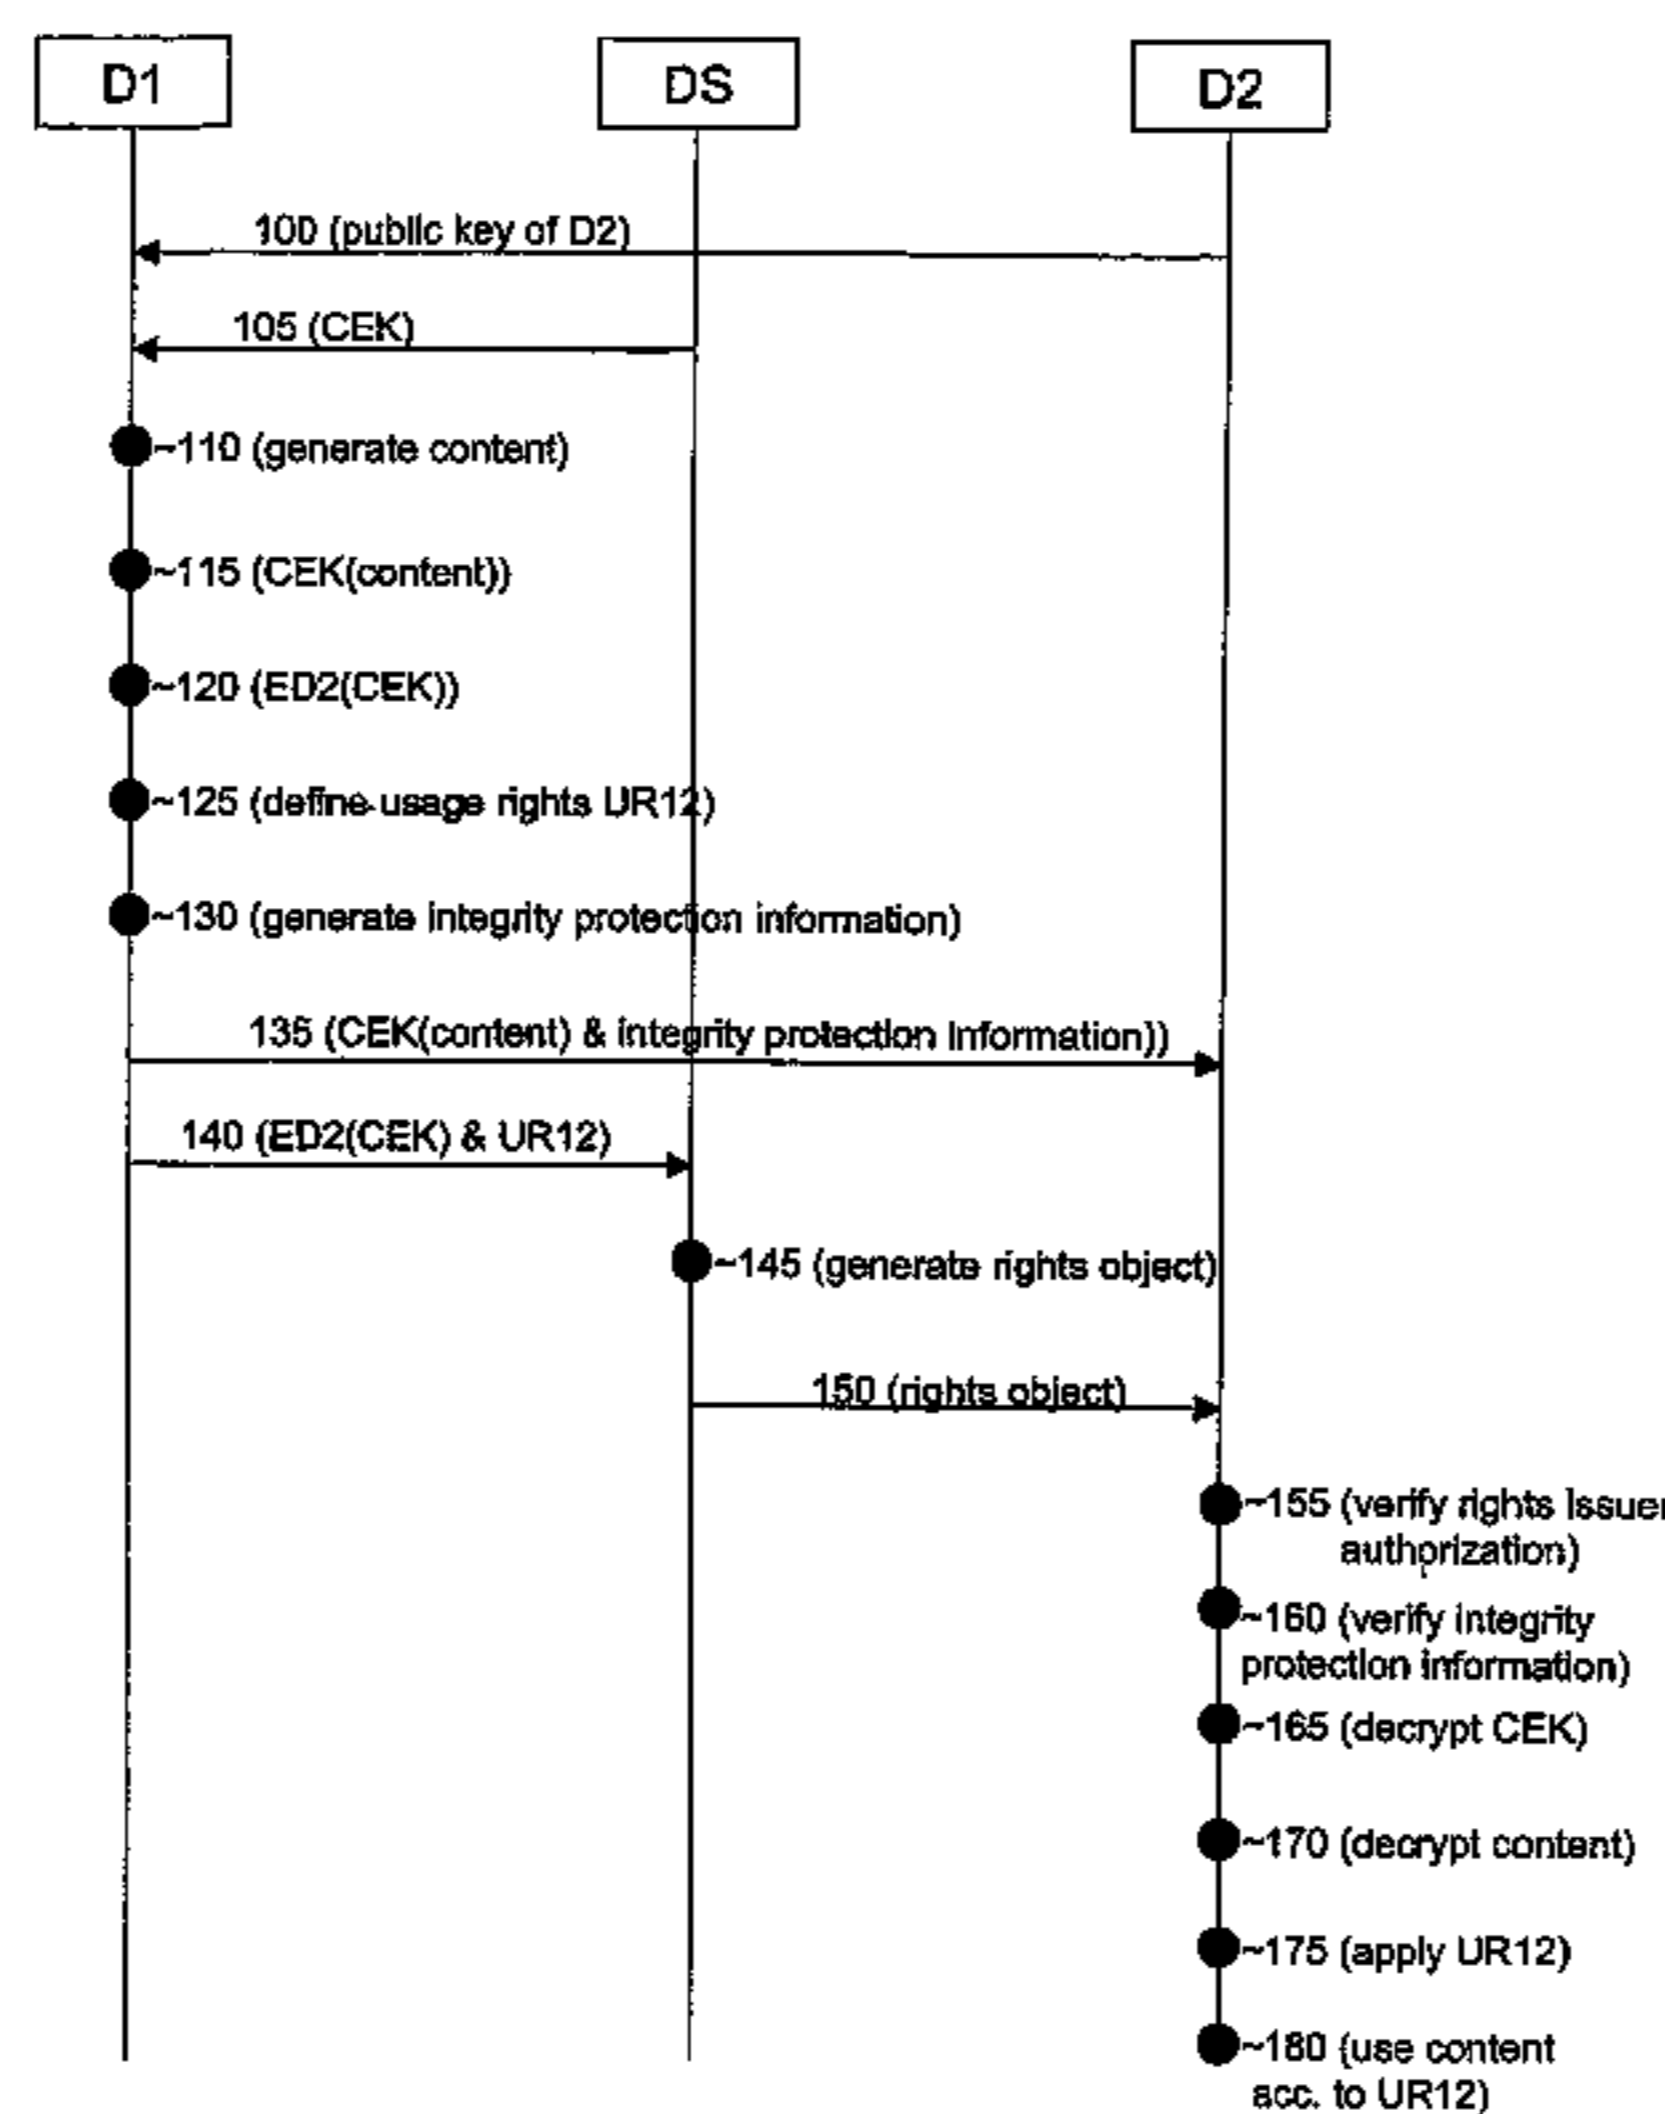 D1
DS
D2
100 (public key of D2)
105 (CEK)
~110 (generate content)
~115 (CEK(content))
~120 (ED2(CEK))
~125 (define usage rights UR12)
~130 (generate integrity protection information)
135 (CEK(content) & integrity protection information))
140 (ED2(CEK) & UR12)
~145 (generate rights object)
150 (rights object)
~155 (verify rights issuer
authorization)
~160 (verify integrity
protection information)
~165 (decrypt CEK)
~170 (decrypt content)
~175 (apply UR12)
~180 (use content
acc. to UR12)